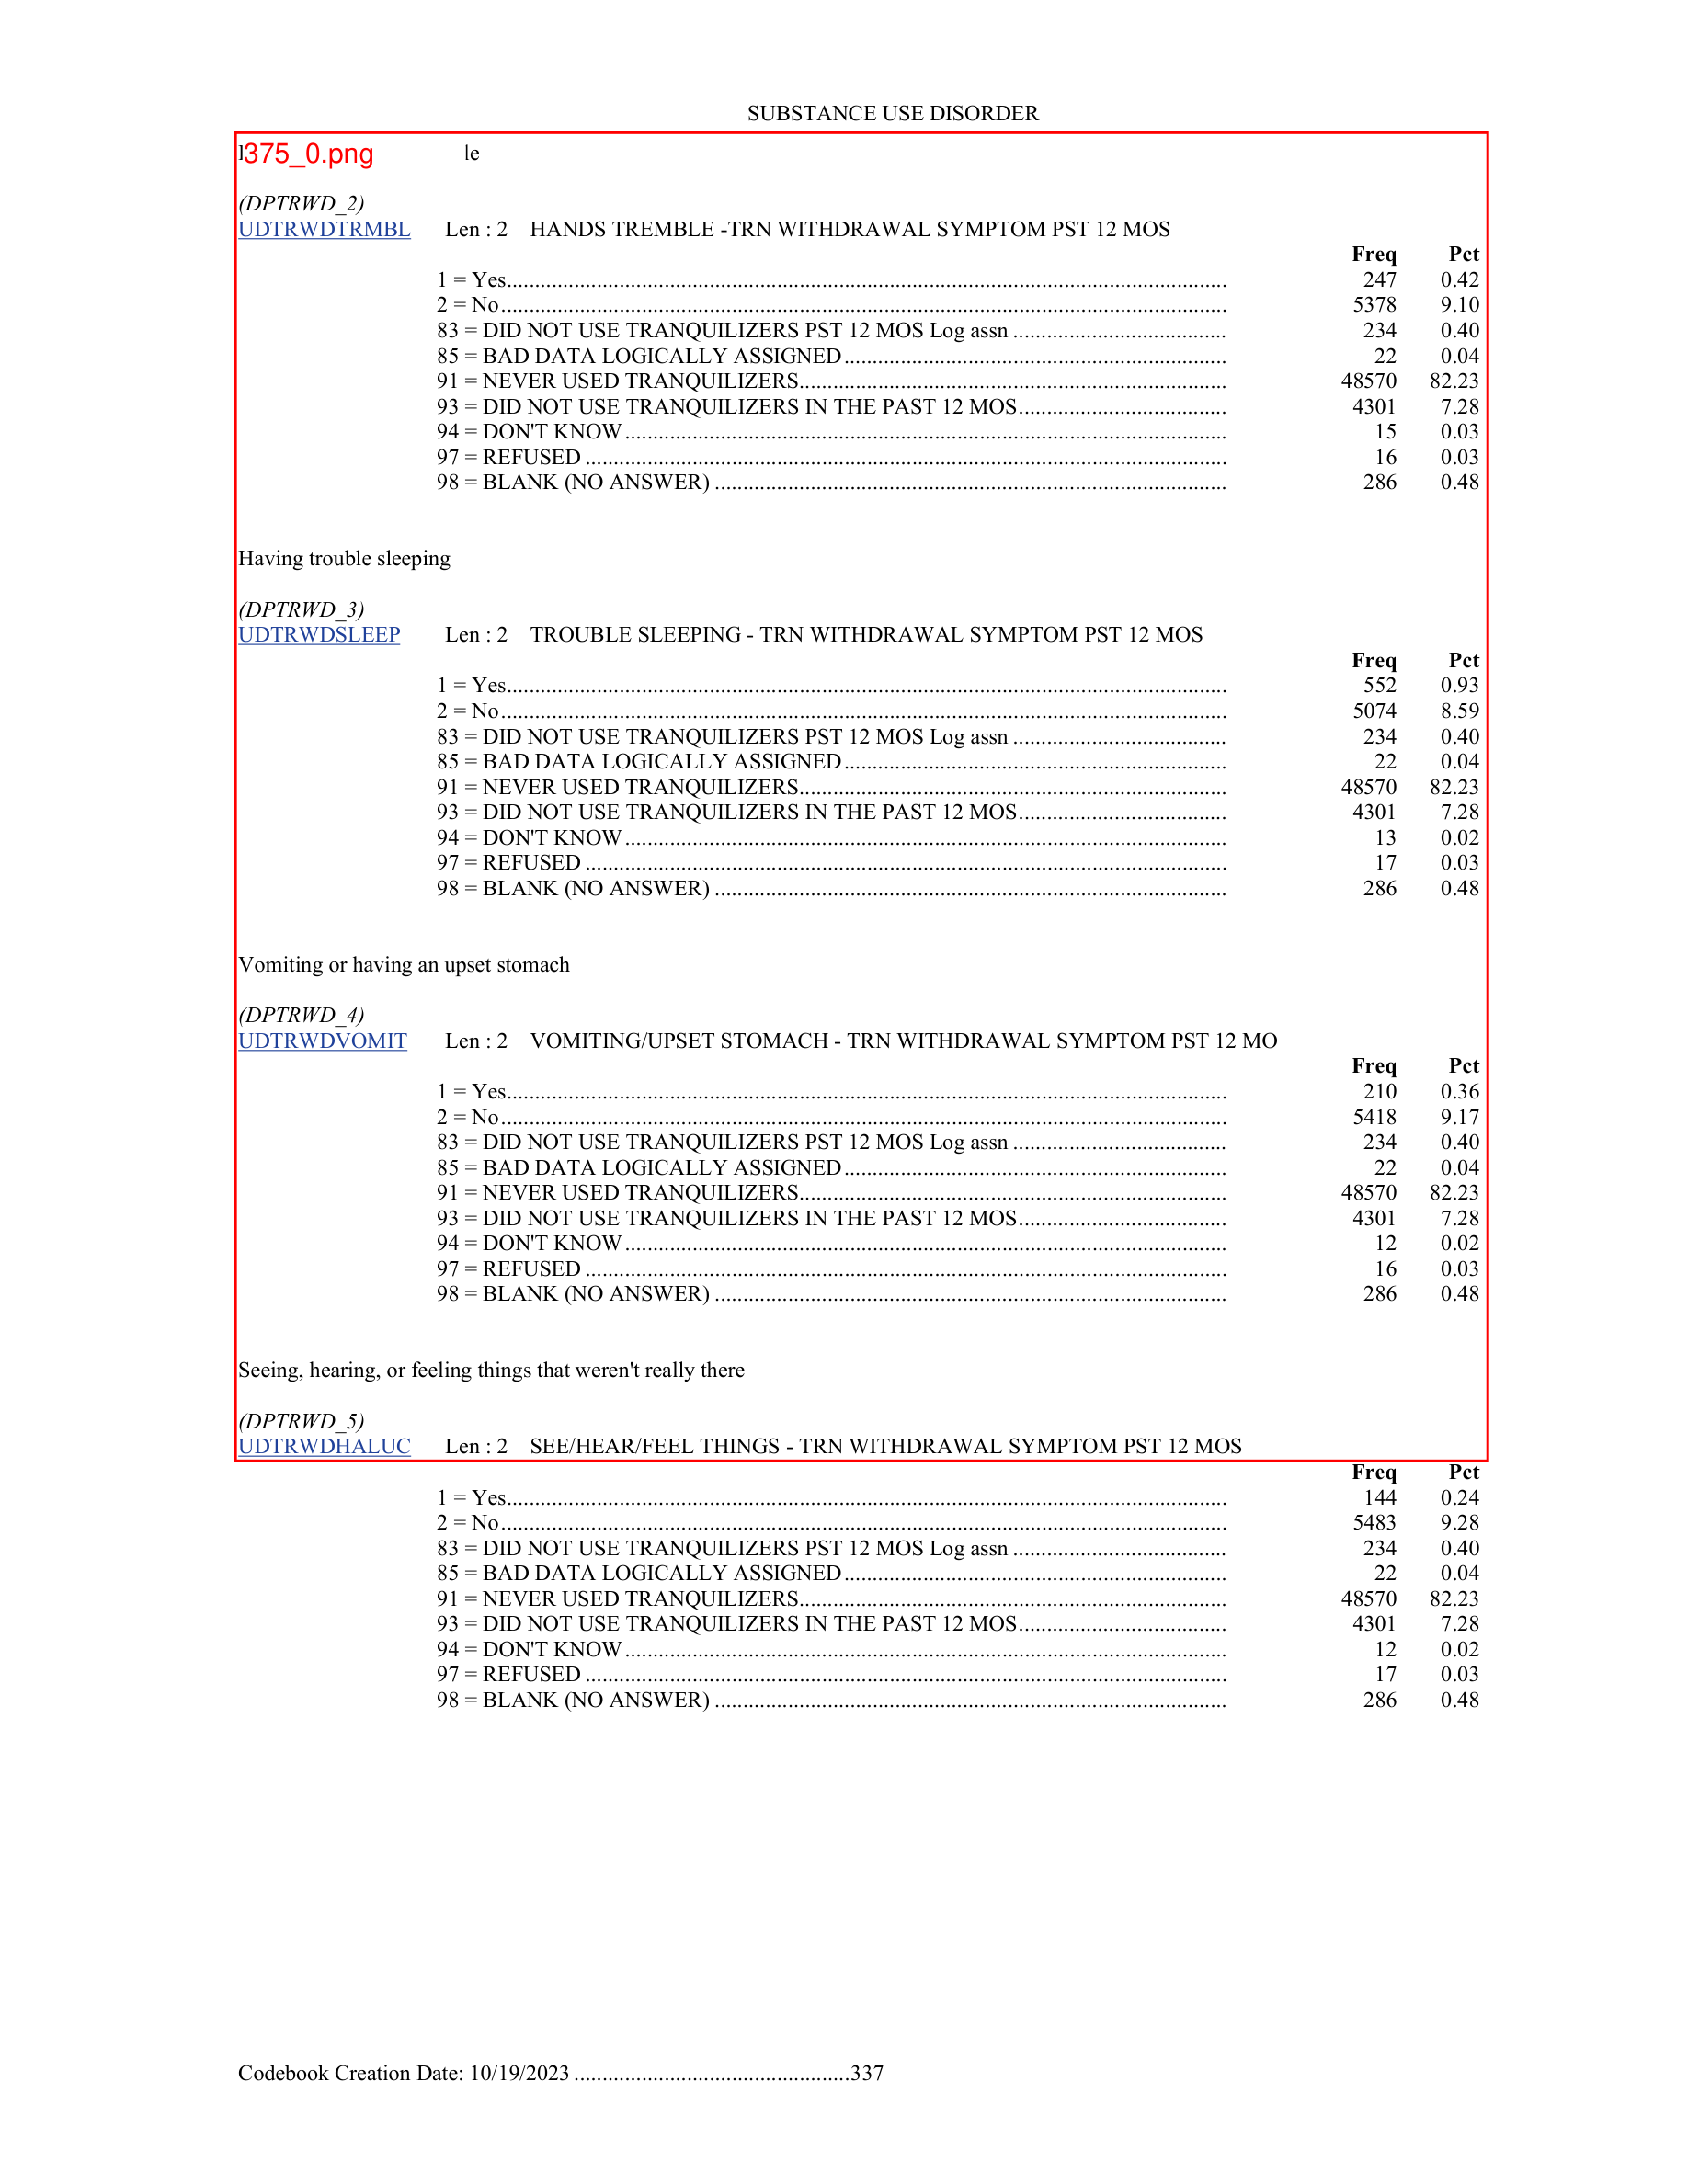 SUBSTANCE USE DISORDER
375_0.png le
(DPTRWD_2)
UDTRWDTRMBL Len : 2 HANDS TREMBLE -TRN WITHDRAWAL SYMPTOM PST 12 MOS
Freq Pct
1 = Yes 247 0.42
2 = No 5378 9.10
83 = DID NOT USE TRANQUILIZERS PST 12 MOS Log assn 234 0.40
85 = BAD DATA LOGICALLY ASSIGNED 22 0.04
91 = NEVER USED TRANQUILIZERS 48570 82.23
93 = DID NOT USE TRANQUILIZERS IN THE PAST 12 MOS 4301 7.28
94 = DON'T KNOW 15 0.03
97 = REFUSED 16 0.03
98 = BLANK (NO ANSWER) 286 0.48
Having trouble sleeping
(DPTRWD_3)
UDTRWDSLEEP Len : 2 TROUBLE SLEEPING - TRN WITHDRAWAL SYMPTOM PST 12 MOS
Freq Pct
1 = Yes 552 0.93
2 = No 5074 8.59
83 = DID NOT USE TRANQUILIZERS PST 12 MOS Log assn 234 0.40
85 = BAD DATA LOGICALLY ASSIGNED 22 0.04
91 = NEVER USED TRANQUILIZERS 48570 82.23
93 = DID NOT USE TRANQUILIZERS IN THE PAST 12 MOS 4301 7.28
94 = DON'T KNOW 13 0.02
97 = REFUSED 17 0.03
98 = BLANK (NO ANSWER) 286 0.48
Vomiting or having an upset stomach
(DPTRWD_4)
UDTRWDVOMIT Len : 2 VOMITING/UPSET STOMACH - TRN WITHDRAWAL SYMPTOM PST 12 MO
Freq Pct
1 = Yes 210 0.36
2 = No 5418 9.17
83 = DID NOT USE TRANQUILIZERS PST 12 MOS Log assn 234 0.40
85 = BAD DATA LOGICALLY ASSIGNED 22 0.04
91 = NEVER USED TRANQUILIZERS 48570 82.23
93 = DID NOT USE TRANQUILIZERS IN THE PAST 12 MOS 4301 7.28
94 = DON'T KNOW 12 0.02
97 = REFUSED 16 0.03
98 = BLANK (NO ANSWER) 286 0.48
Seeing, hearing, or feeling things that weren't really there
(DPTRWD_5)
UDTRWDHALUC Len : 2 SEE/HEAR/FEEL THINGS - TRN WITHDRAWAL SYMPTOM PST 12 MOS
Freq Pct
1 = Yes 144 0.24
2 = No 5483 9.28
83 = DID NOT USE TRANQUILIZERS PST 12 MOS Log assn 234 0.40
85 = BAD DATA LOGICALLY ASSIGNED 22 0.04
91 = NEVER USED TRANQUILIZERS 48570 82.23
93 = DID NOT USE TRANQUILIZERS IN THE PAST 12 MOS 4301 7.28
94 = DON'T KNOW 12 0.02
97 = REFUSED 17 0.03
98 = BLANK (NO ANSWER) 286 0.48
Codebook Creation Date: 10/19/2023 337